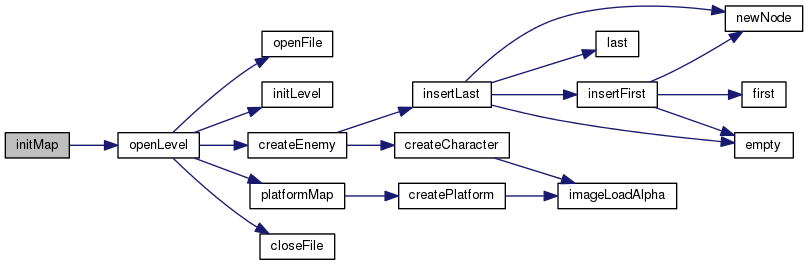 newNode
openFile
last
initLevel
insertLast
insertFirst
first
initMap
openLevel
createEnemy
createCharacter
empty
platformMap
createPlatform
imageLoadAlpha
closeFile